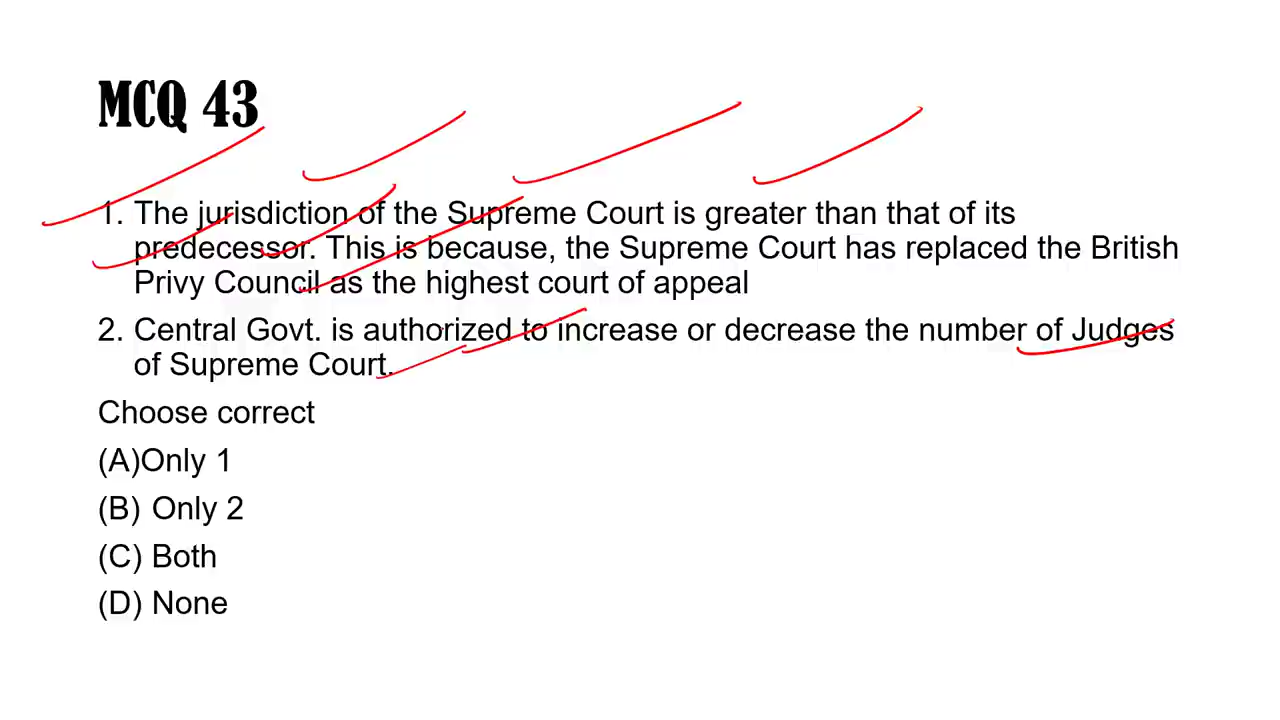 MCQ 43
1. The jurisdiction of the Supreme Court is greater than that of its
predecessor. This is because, the Supreme Court has replaced the British
Privy Council as the highest court of appeal
2. Central Govt. is authorized to increase or decrease the number of Judges
of Supreme Court.
Choose correct
(A)Only 1
(B) Only 2
(C) Both
(D) None